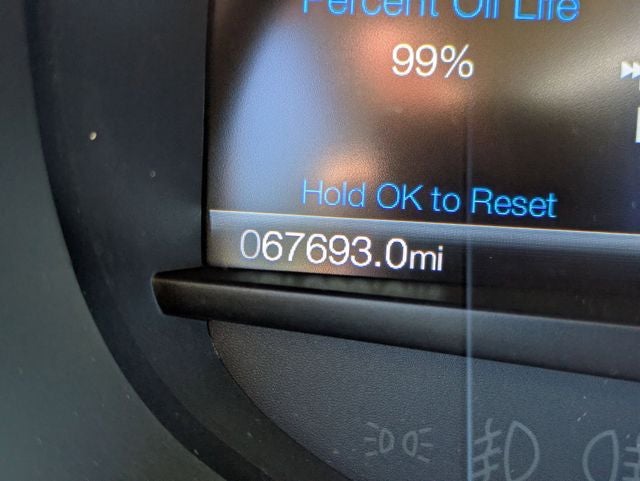 Percent Oil Life
99%
Hold OK to Reset
067693.0mi